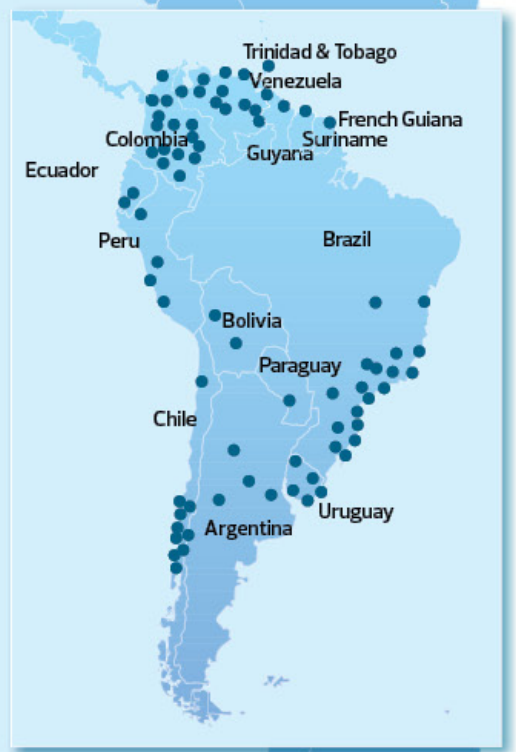 Trinidad & Tobago
Venezuela
French Guiana
Suriname
Colombia
Guyana
Ecuador
Peru
Brazil
Bolivia
Paraguay
Chile
Uruguay
Argentina